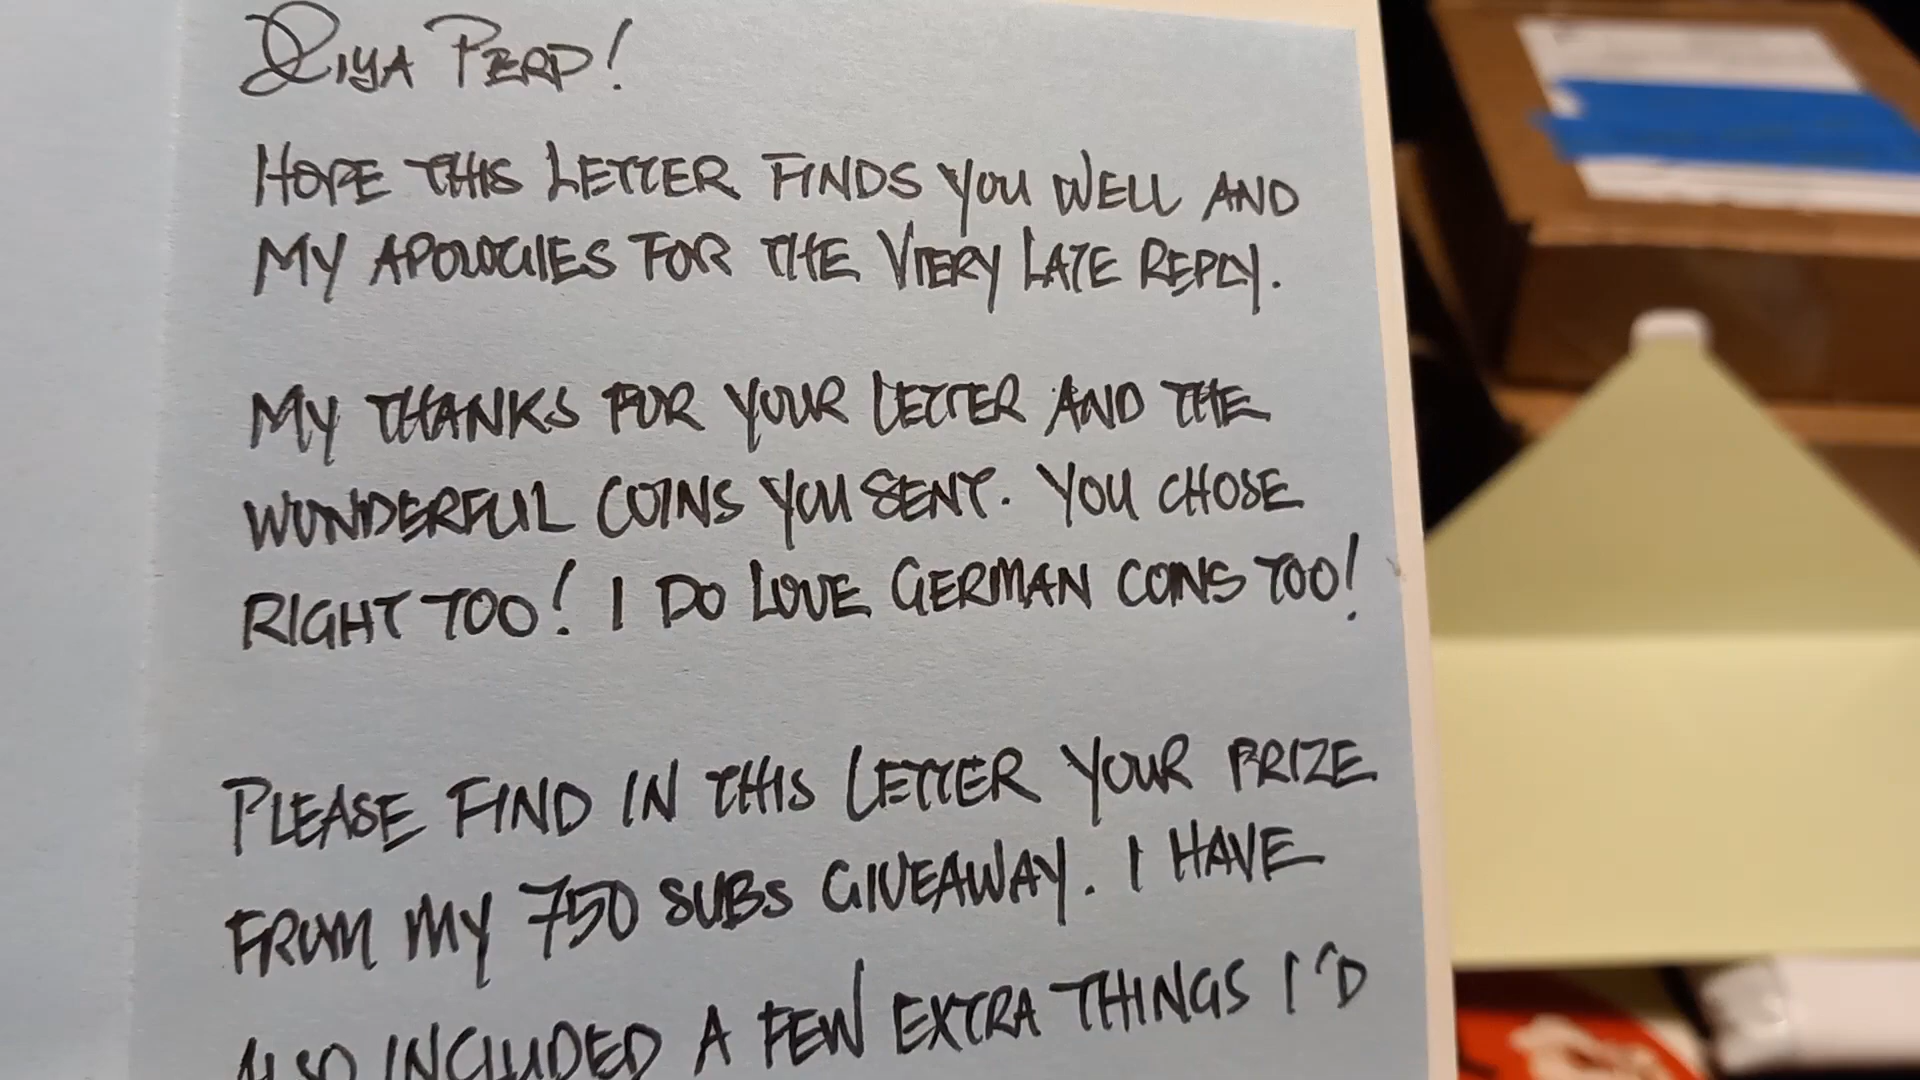 Hiya Perp!
HOPE THIS LETTER FINDS YOU WELL AND
MY APOLOGIES FOR THE VERY LATE REPLY.
MY THANKS FOR YOUR LETTER AND THE
WONDERFUL COINS YOU SENT. YOU CHOSE
RIGHT TOO! I DO LOVE GERMAN COINS TOO!
PLEASE FIND IN THIS LETTER YOUR PRIZE
FROM MY 750 SUBS GIVEAWAY. I HAVE
ALSO INCLUDED A FEW EXTRA THINGS I'D